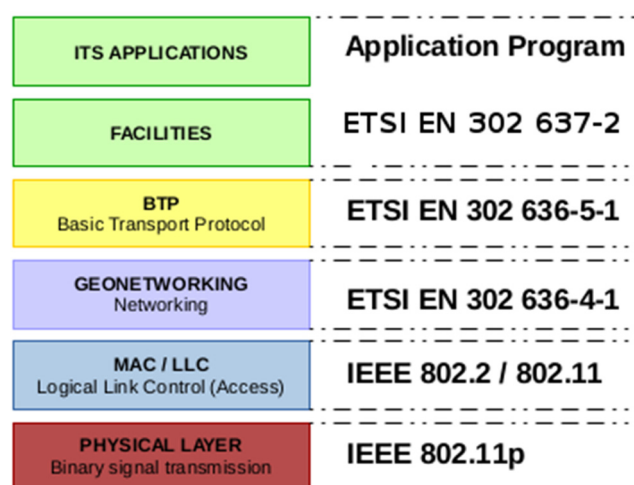 ITS APPLICATIONS
Application Program
FACILITIES
ETSI EN 302 637-2
BTP
Basic Transport Protocol
ETSI EN 302 636-5-1
GEONETWORKING
Networking
ETSI EN 302 636-4-1
MAC / LLC
Logical Link Control (Access)
IEEE 802.2 / 802.11
PHYSICAL LAYER
Binary signal transmission
IEEE 802.11p